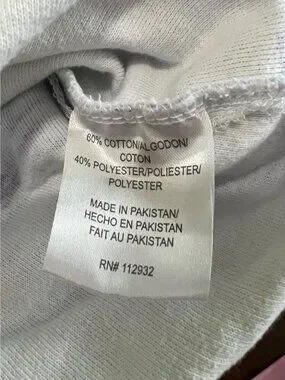 60% COTTON/ALGODON/
COTON
40% POLYESTER/POLIESTER/
POLYESTER
MADE IN PAKISTAN/
HECHO EN PAKISTAN
FAIT AU PAKISTAN
RN# 112932